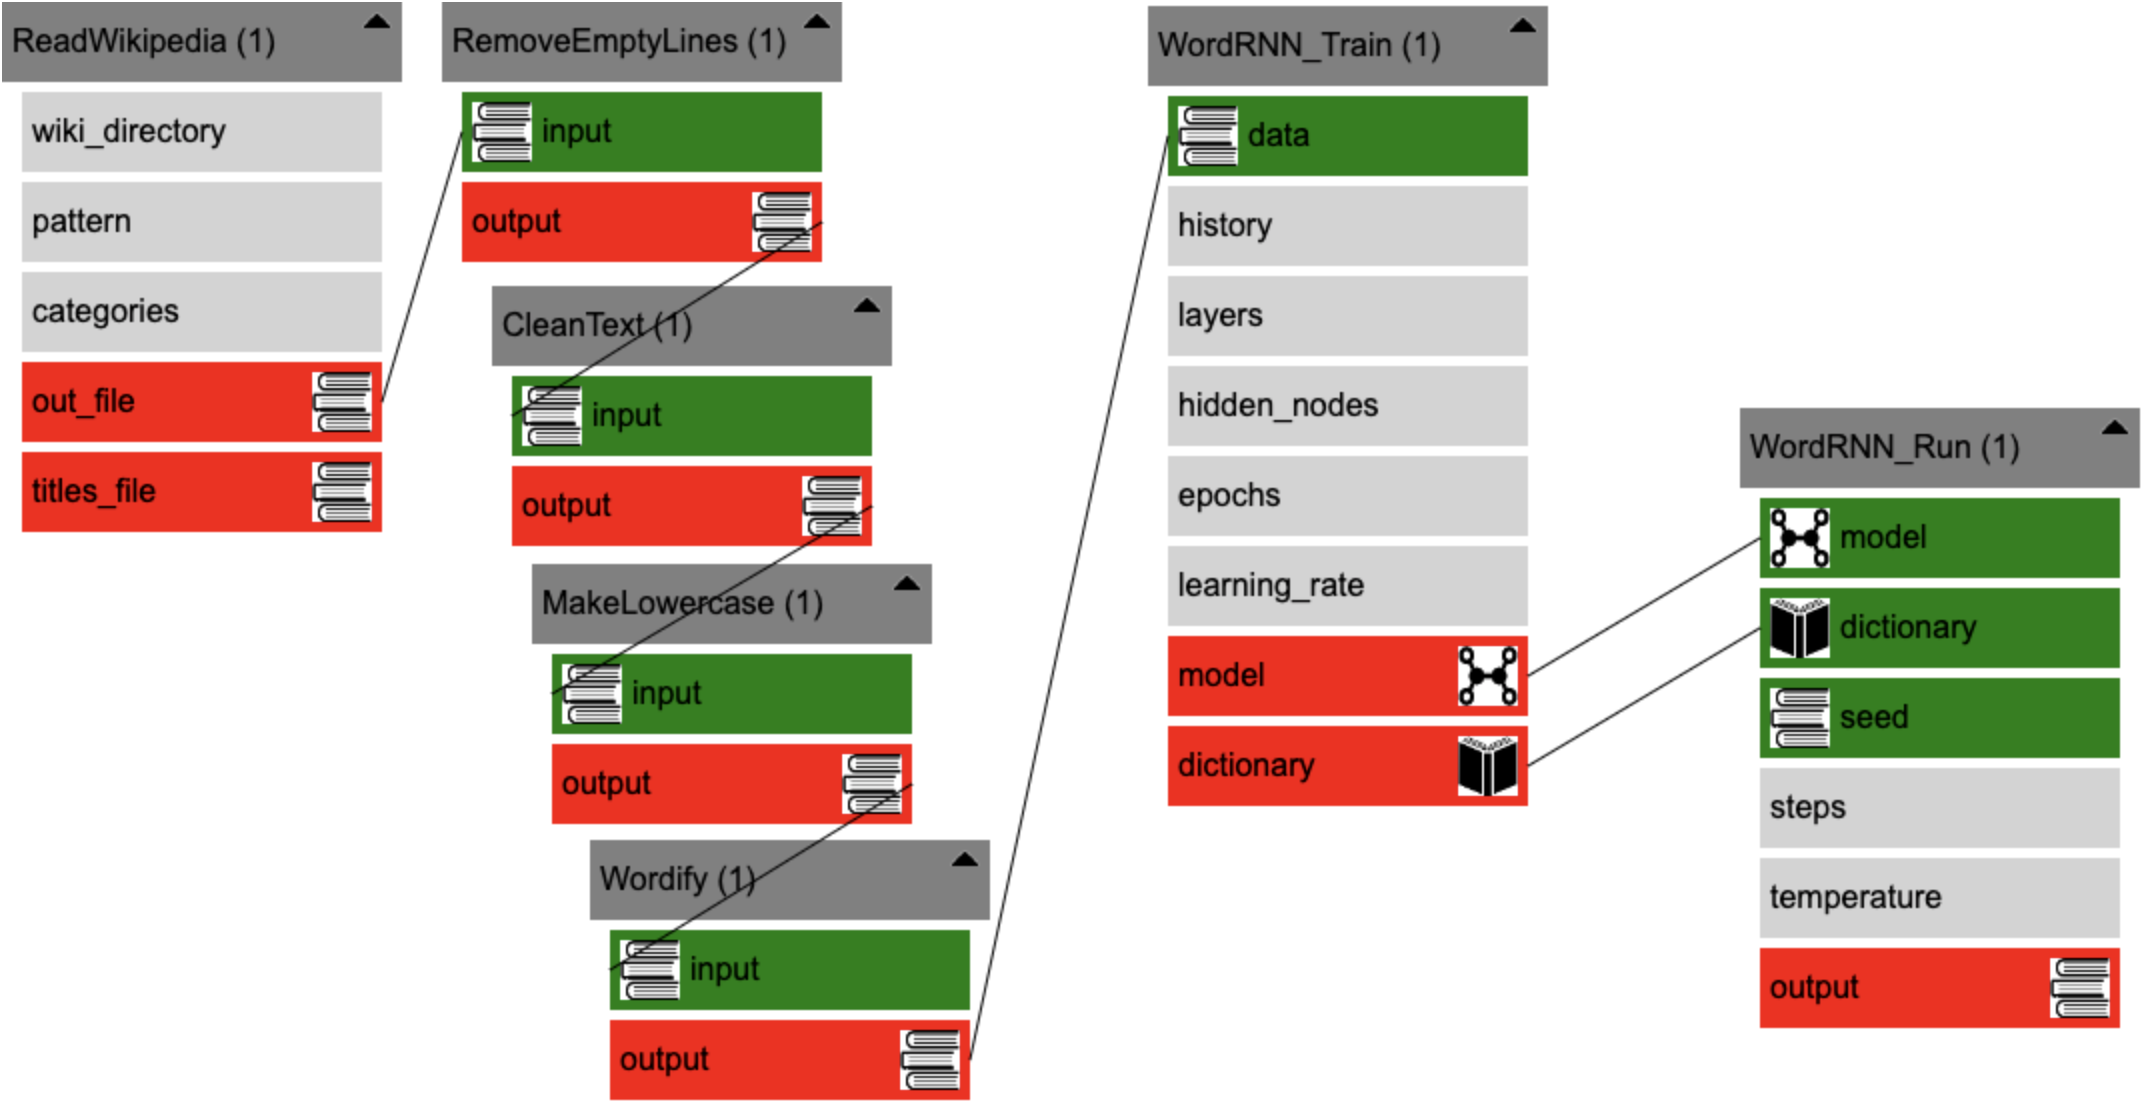 ReadWikipedia (1)
wiki_directory
pattern
categories
out_file
titles_file
RemoveEmptyLines (1)
input
output
CleanText (1)
input
output
MakeLowercase (1)
input
output
Wordify (1)
input
output
WordRNN_Train (1)
data
history
layers
hidden_nodes
epochs
learning_rate
model
dictionary
WordRNN_Run (1)
model
dictionary
seed
steps
temperature
output